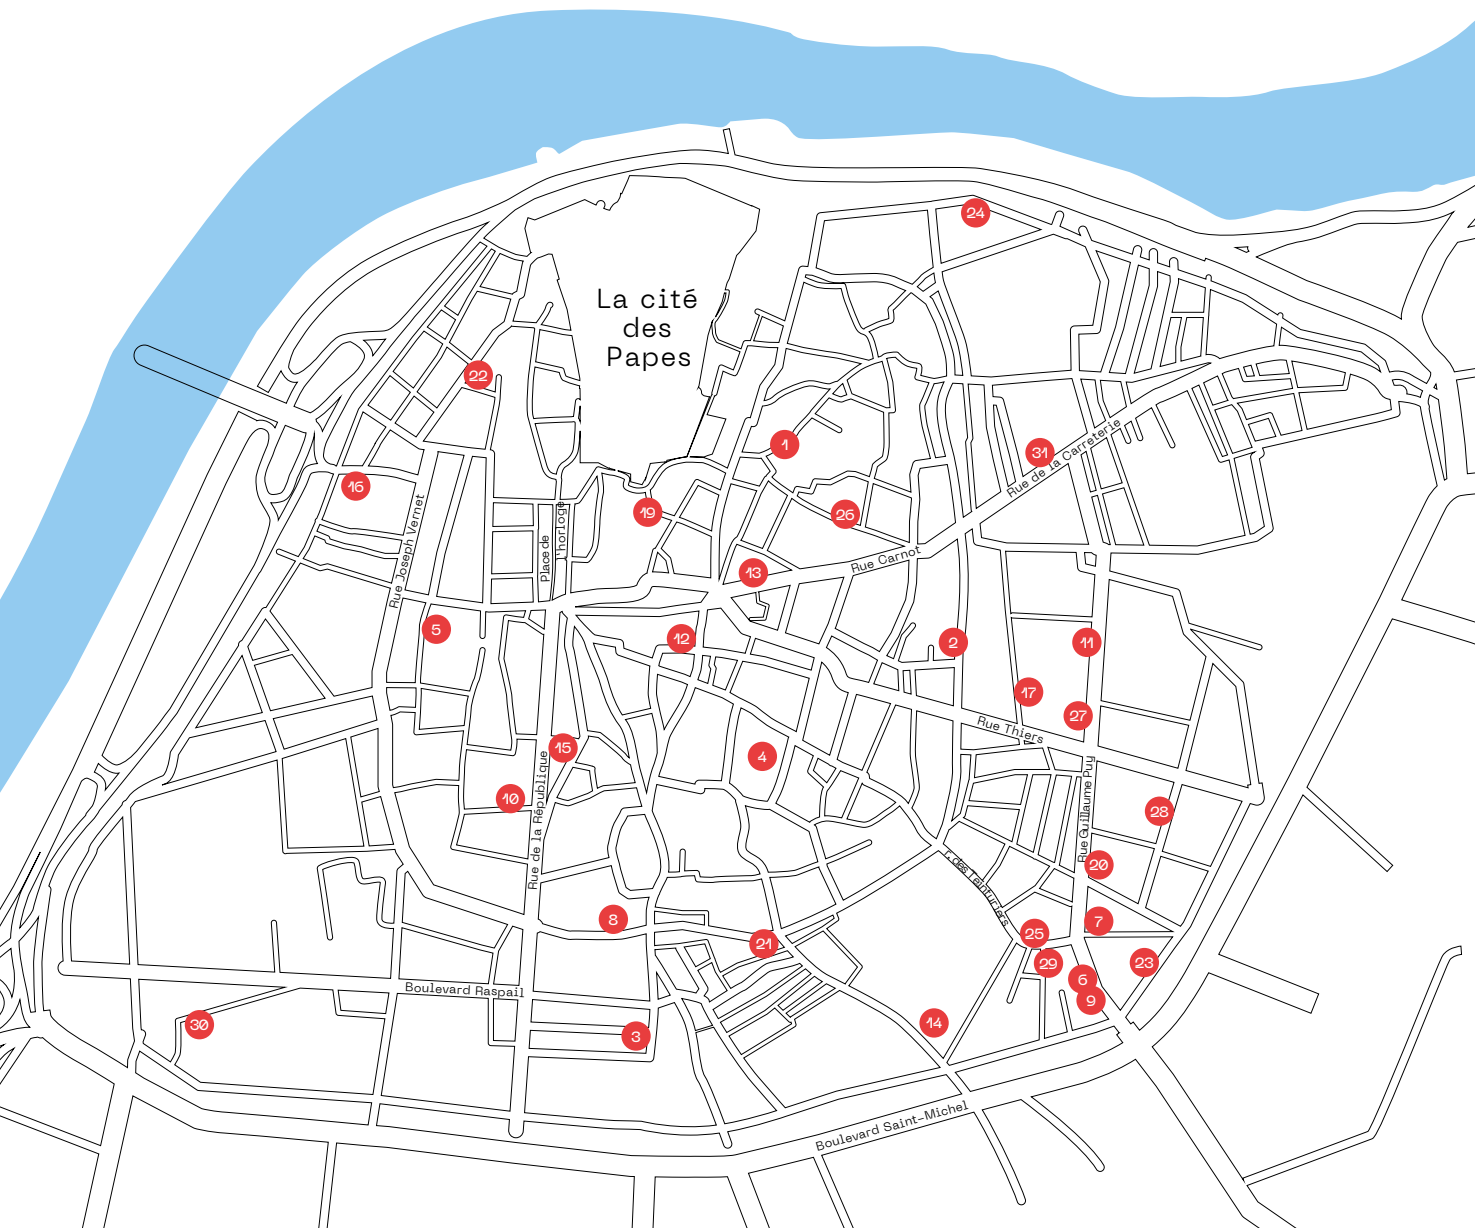 24
La cité
des
Papes
22
1
31
Rue de la Carreterie
16
19
26
Rue Joseph Vernet
Place de
l'horloge
Rue Carnot
13
5
12
2
11
17
27
Rue Thiers
15
4
10
Rue de la République
Rue Guillaume Puy
28
20
r. des Teinturiers
8
21
7
25
29
23
6
9
Boulevard Raspail
30
3
14
Boulevard Saint-Michel